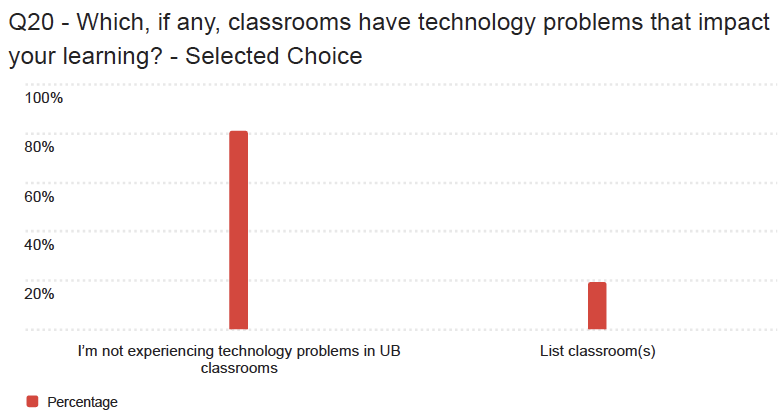 Q20 - Which, if any, classrooms have technology problems that impact
your learning? - Selected Choice
100%
80%
60%
40%
20%
I'm not experiencing technology problems in UB
classrooms
List classroom(s)
Percentage